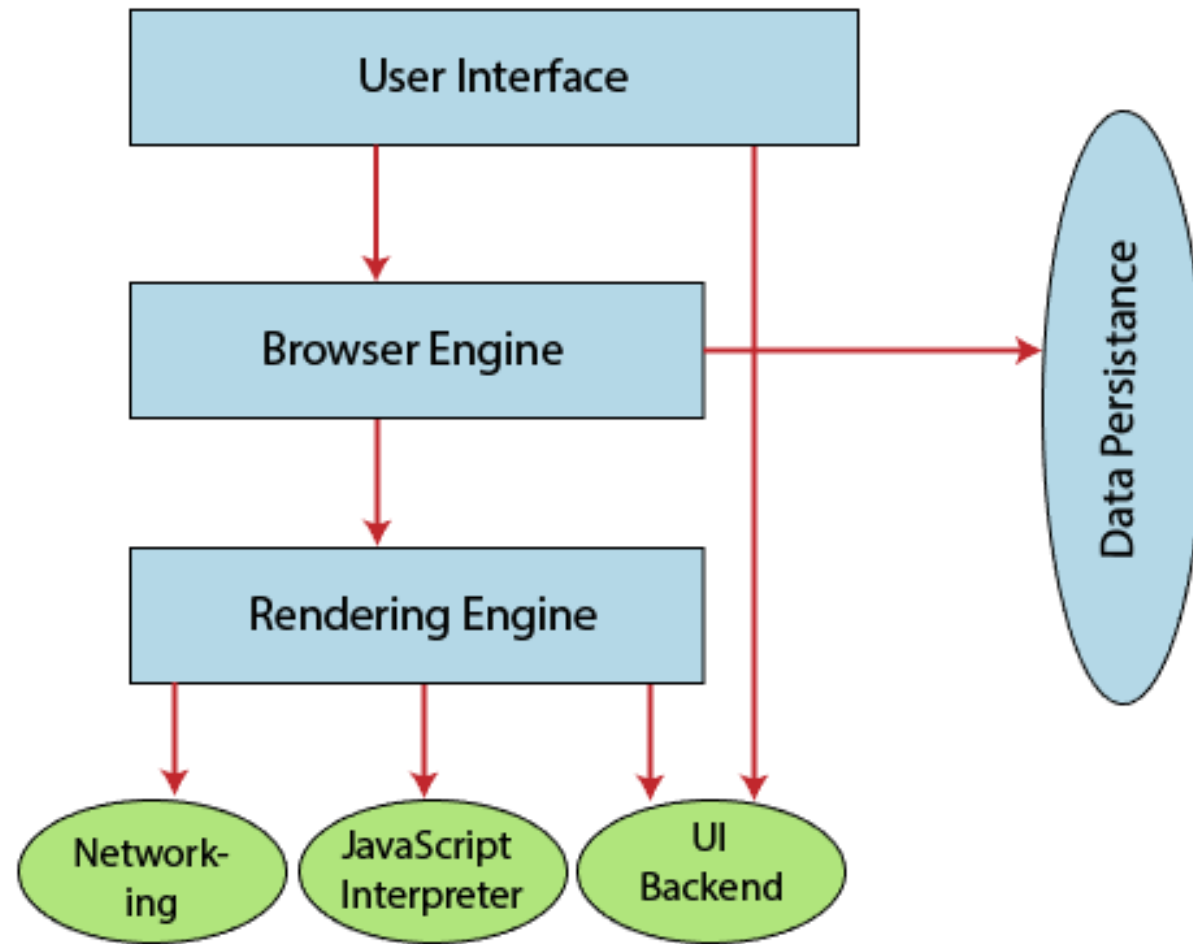 User Interface
Browser Engine
Data Persistance
Rendering Engine
Network-
ing
JavaScript
Interpreter
UI
Backend